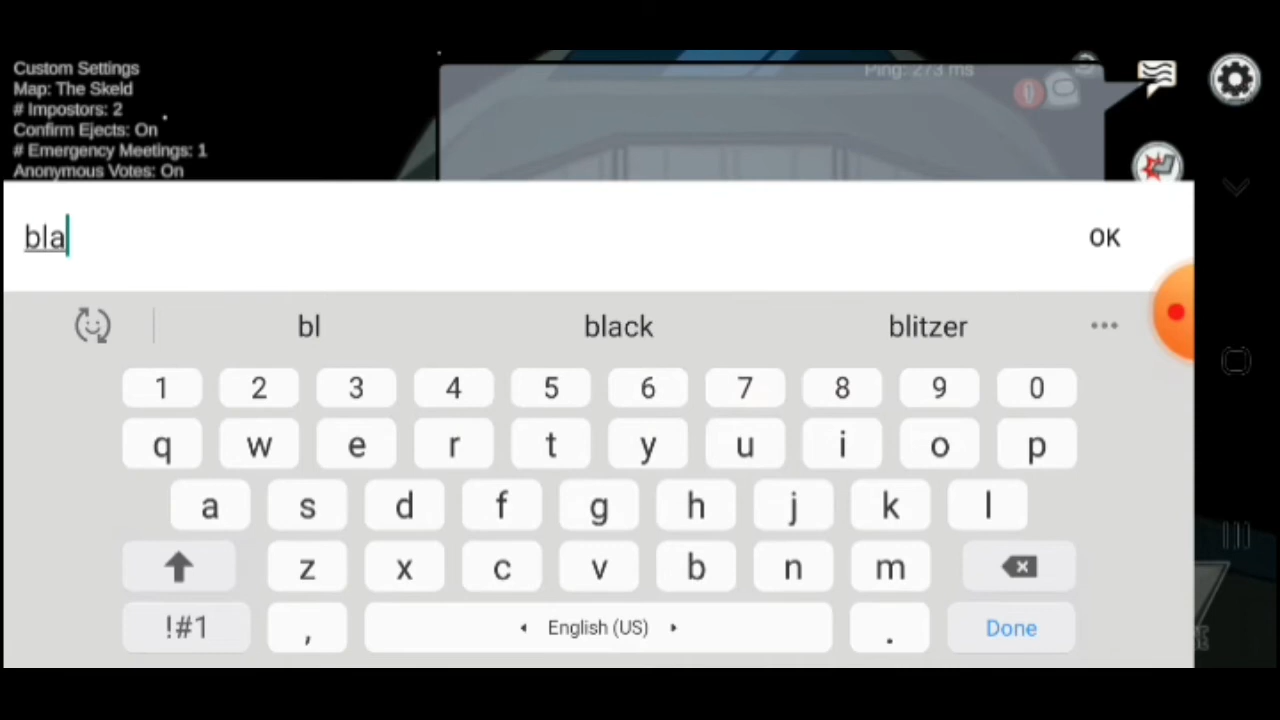 Custom Settings
Map: The Skeld
# Impostors: 2
Confirm Ejects: On
# Emergency Meetings: 1
Anonymous Votes: On
Ping: 273 ms
bla
OK
bl black blitzer
1 2 3 4 5 6 7 8 9 0
q w e r t y u i o p
a s d f g h j k l
z x c v b n m
!#1 , English (US) . Done